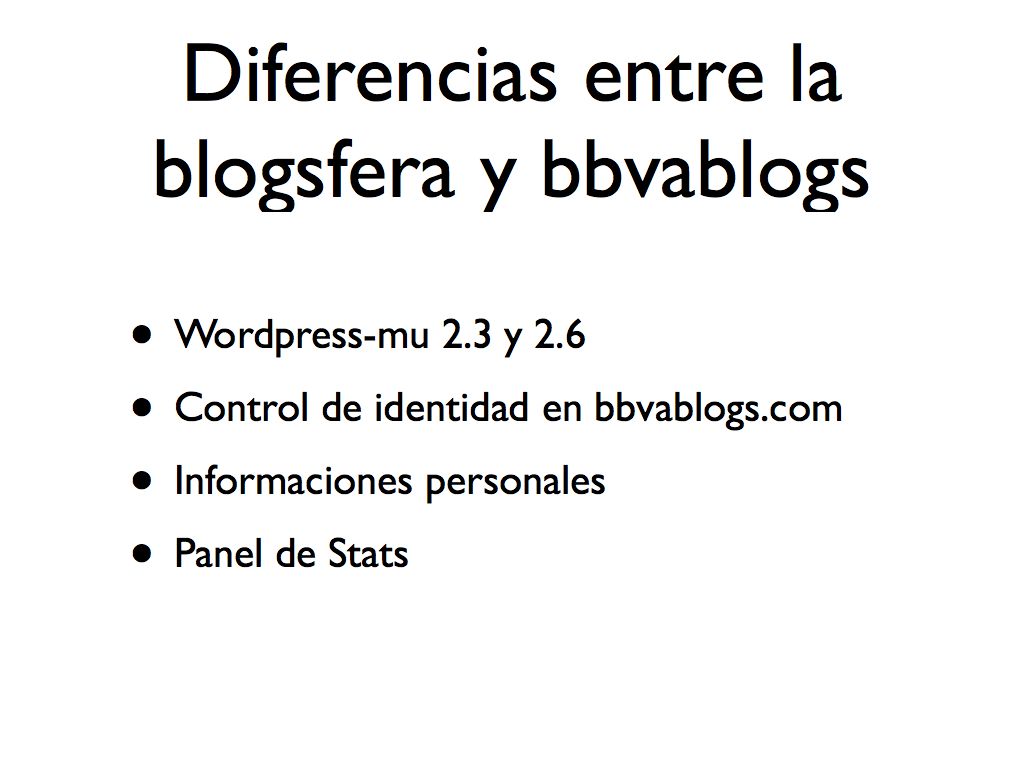 Diferencias entre la
blogsfera y bbvablogs
• Wordpress-mu 2.3 y 2.6
• Control de identidad en bbvablogs.com
• Informaciones personales
• Panel de Stats